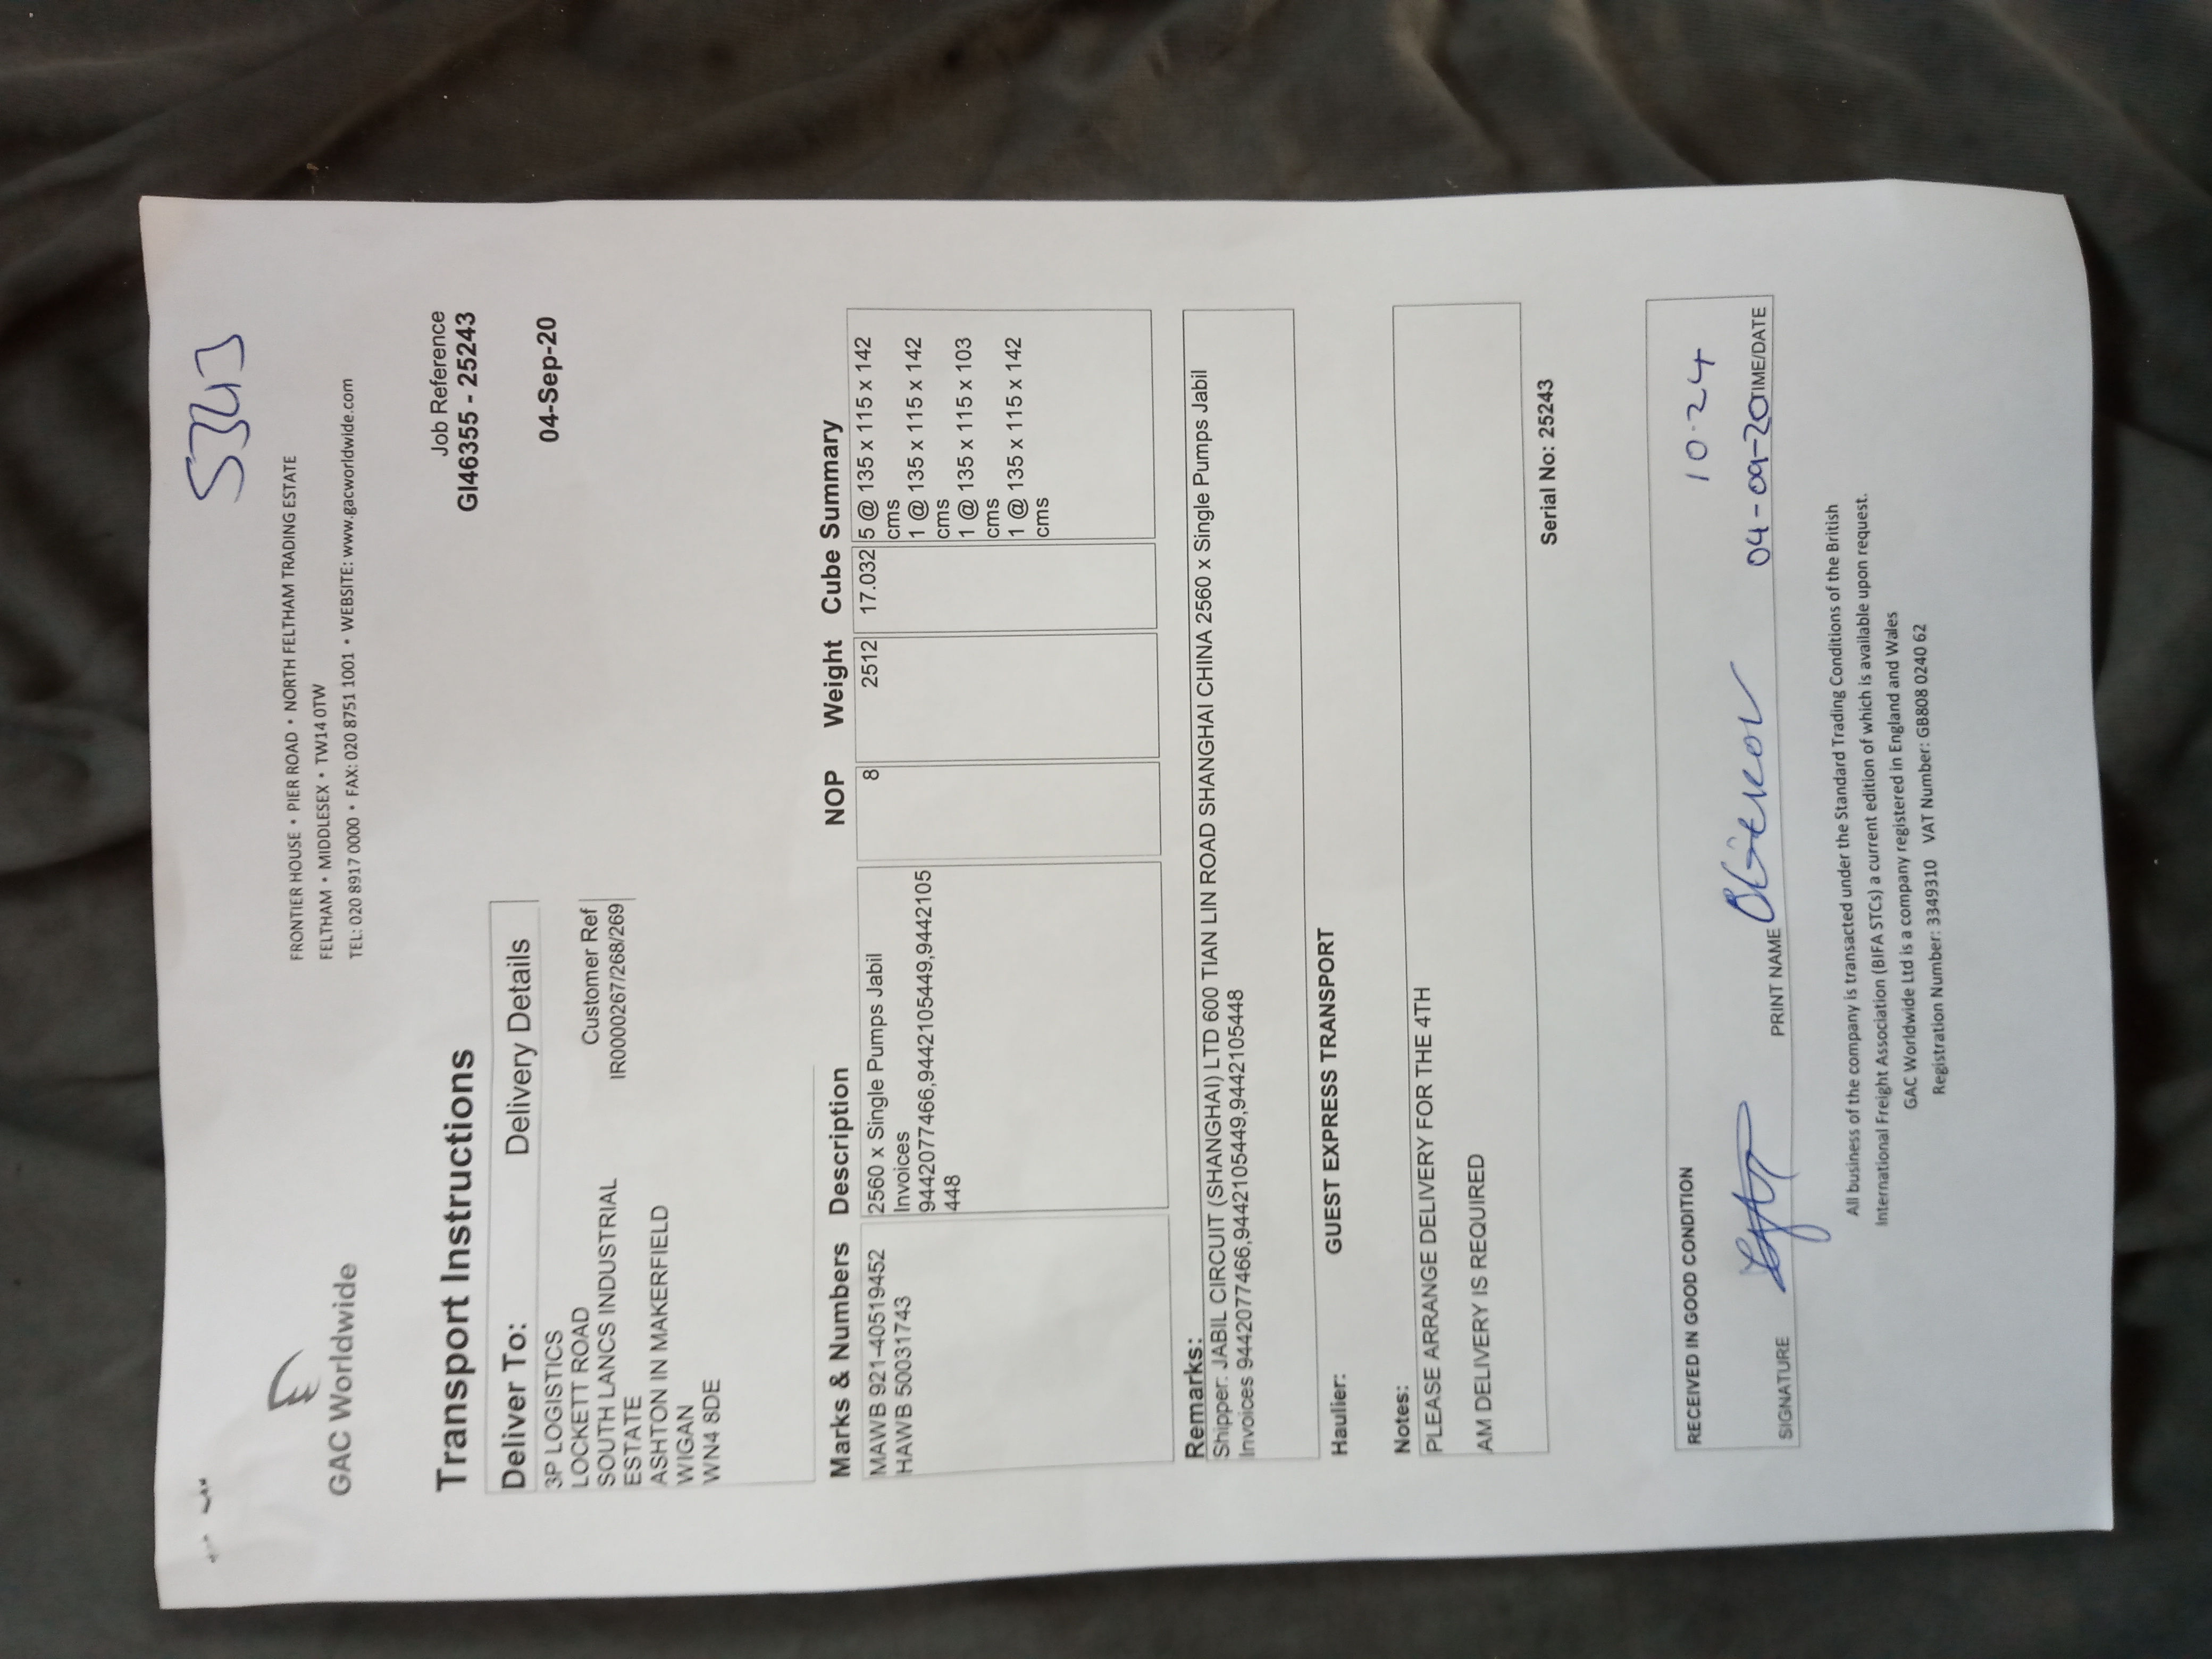 5343
FRONTIER HOUSE • PIER ROAD • NORTH FELTHAM TRADING ESTATE
FELTHAM • MIDDLESEX • TW14 0TW
TEL: 020 8917 0000 • FAX: 020 8751 1001 • WEBSITE: www.gacworldwide.com
GAC Worldwide
Job Reference
Transport Instructions
GI46355 - 25243
Deliver To:
Delivery Details
04-Sep-20
3P LOGISTICS
LOCKETT ROAD
SOUTH LANCS INDUSTRIAL
ESTATE
ASHTON IN MAKERFIELD
WIGAN
WN4 8DE
Customer Ref
IR0000267/268/269
Marks & Numbers Description NOP Weight Cube Summary
MAWB 921-40519452
HAWB 50031743
2560 x Single Pumps Jabil
Invoices
9442077466,9442105449,9442105
448
8
2512
17.032
5 @ 135 x 115 x 142
cms
1 @ 135 x 115 x 142
cms
1 @ 135 x 115 x 103
cms
1 @ 135 x 115 x 142
cms
Remarks:
Shipper: JABIL CIRCUIT (SHANGHAI) LTD 600 TIAN LIN ROAD SHANGHAI CHINA 2560 x Single Pumps Jabil
Invoices 9442077466,9442105449,9442105448
Haulier: GUEST EXPRESS TRANSPORT
Notes:
PLEASE ARRANGE DELIVERY FOR THE 4TH
AM DELIVERY IS REQUIRED
Serial No: 25243
RECEIVED IN GOOD CONDITION
10-24
SIGNATURE PRINT NAME 04-09-20 TIME/DATE
All business of the company is transacted under the Standard Trading Conditions of the British
International Freight Association (BIFA STCs) a current edition of which is available upon request.
GAC Worldwide Ltd is a company registered in England and Wales
Registration Number: 3349310 VAT Number: GB808 0240 62